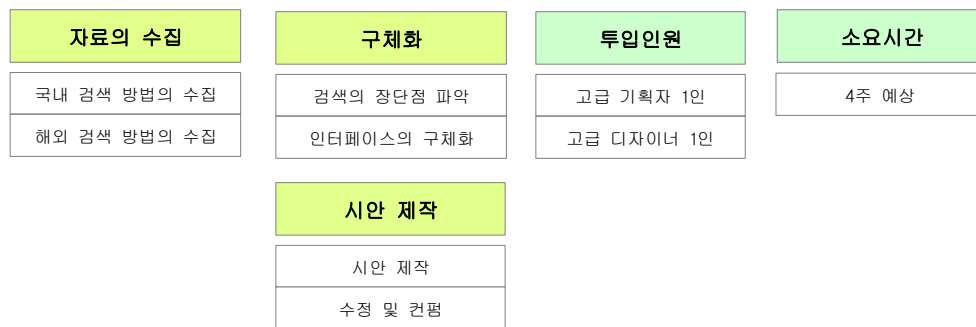 자료의 수집
국내 검색 방법의 수집
해외 검색 방법의 수집
구체화
검색의 장단점 파악
인터페이스의 구체화
시안 제작
시안 제작
수정 및 컨펌
투입인원
고급 기획자 1인
고급 디자이너 1인
소요시간
4주 예상